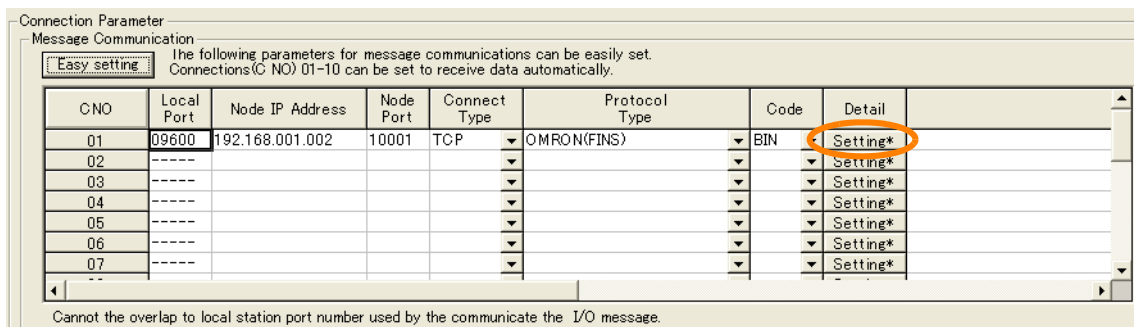 Connection Parameter
Message Communication
Easy setting
The following parameters for message communications can be easily set.
Connections(C NO) 01-10 can be set to receive data automatically.
CNO Local Port Node IP Address Node Port Connect Type Protocol Type Code Detail
01 09600 192.168.001.002 10001 TCP OMRON(FINS) BIN Setting*
02 ----- Setting*
03 ----- Setting*
04 ----- Setting*
05 ----- Setting*
06 ----- Setting*
07 ----- Setting*
Cannot the overlap to local station port number used by the communicate the I/O message.